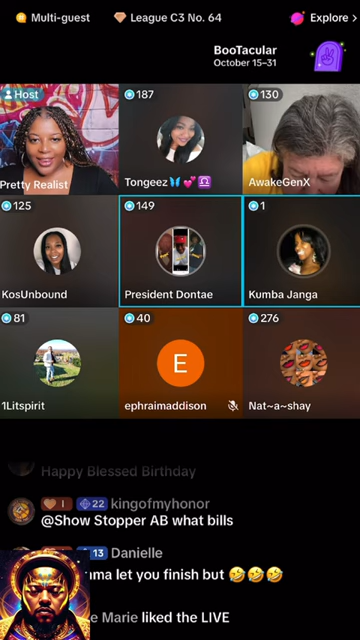 Multi-guest
League C3 No. 64
Explore >
BooTacular
October 15–31
Host
187
130
Pretty Realist
Tongeez🦋💕♎
AwakeGenX
125
149
1
KosUnbound
President Dontae
Kumba Janga
81
40
276
E
1Litspirit
ephraimaddison
Nat~a~shay
Happy Blessed Birthday
I 22 kingofmyhonor
@Show Stopper AB what bills
13 Danielle
let you finish but 🤣🤣🤣
Marie liked the LIVE